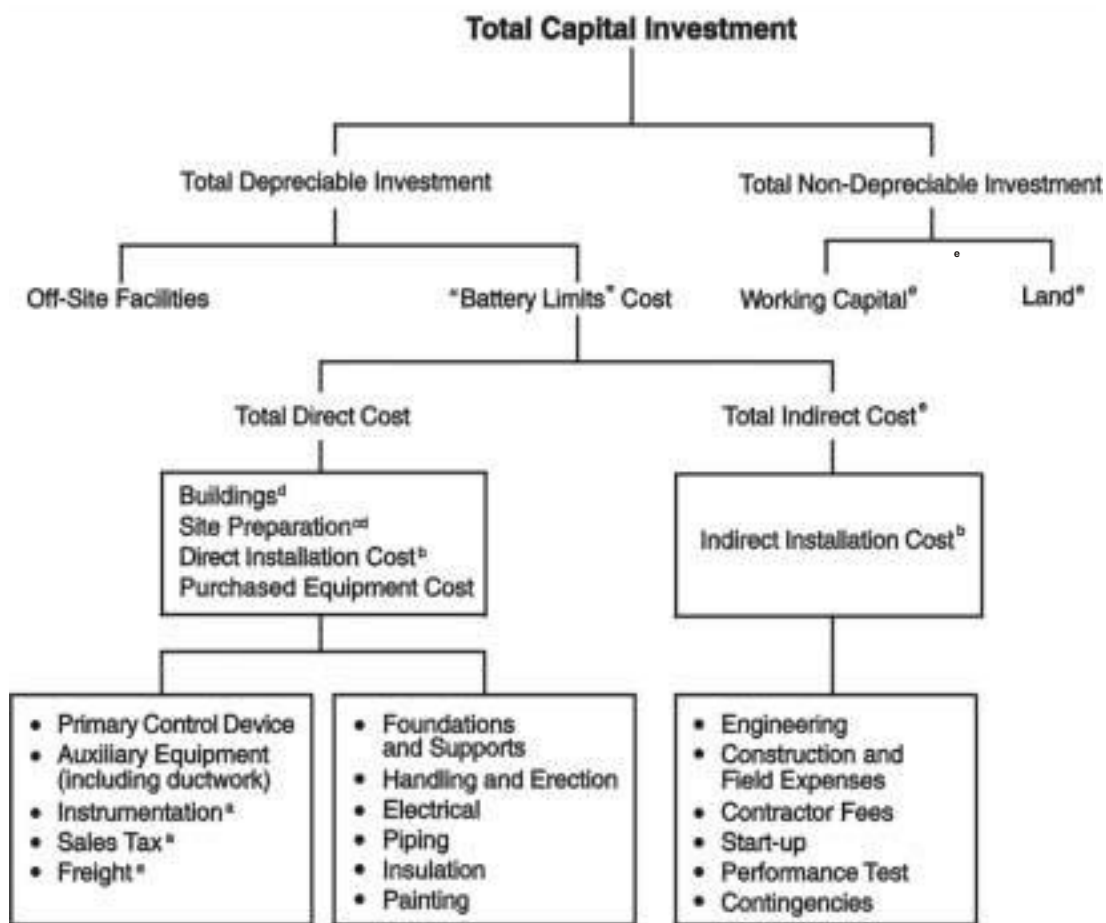 Total Capital Investment
Total Depreciable Investment
Total Non-Depreciable Investment
e
Off-Site Facilities
"Battery Limits" Cost
Working Capital^e
Land^e
Total Direct Cost
Total Indirect Cost^e
Buildings^d
Site Preparation^cd
Direct Installation Cost^b
Purchased Equipment Cost
Indirect Installation Cost^b
• Primary Control Device
• Auxiliary Equipment
(including ductwork)
• Instrumentation^a
• Sales Tax^a
• Freight^a
• Foundations
and Supports
• Handling and Erection
• Electrical
• Piping
• Insulation
• Painting
• Engineering
• Construction and
Field Expenses
• Contractor Fees
• Start-up
• Performance Test
• Contingencies